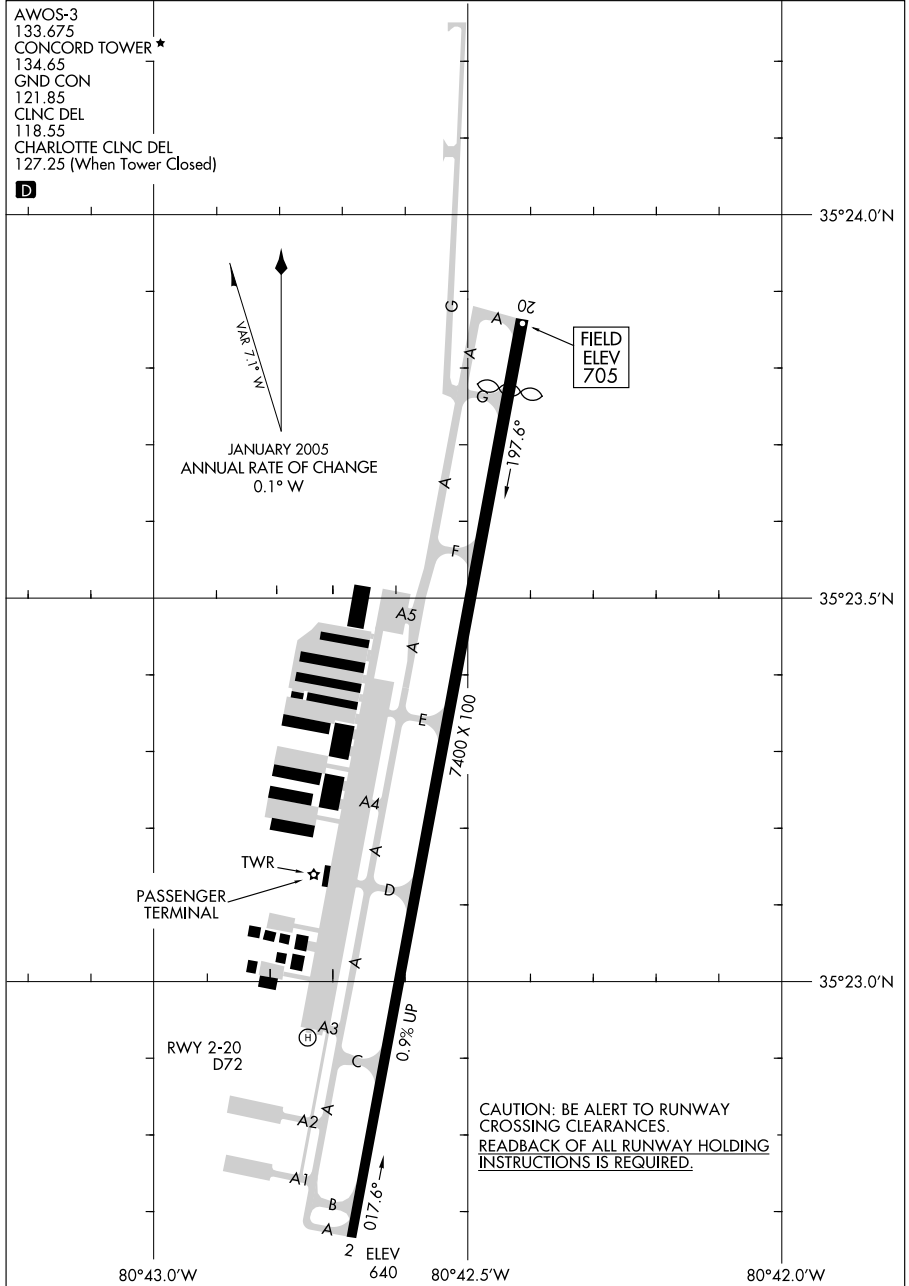 AWOS-3
133.675
CONCORD TOWER ★
134.65
GND CON
121.85
CLNC DEL
118.55
CHARLOTTE CLNC DEL
127.25 (When Tower Closed)
D
35°24.0'N
VAR 7.1° W
JANUARY 2005
ANNUAL RATE OF CHANGE
0.1° W
G
A
20
FIELD
ELEV
705
A
G
197.6°
A
F
35°23.5'N
A5
A
E
7400 X 100
A4
A
TWR
PASSENGER
TERMINAL
D
A
35°23.0'N
0.9% UP
A3
H
RWY 2-20
D72
C
A
A2
CAUTION: BE ALERT TO RUNWAY
CROSSING CLEARANCES.
READBACK OF ALL RUNWAY HOLDING
INSTRUCTIONS IS REQUIRED.
A1
017.6°
B
A
2
ELEV
640
80°43.0'W
80°42.5'W
80°42.0'W